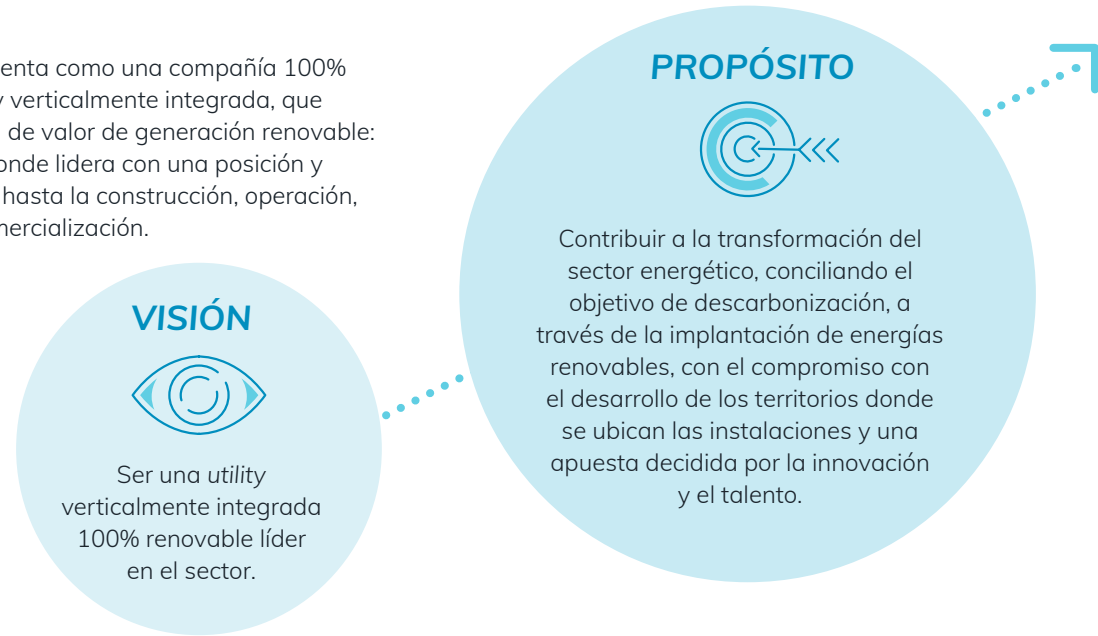 enta como una compañía 100%
y verticalmente integrada, que
de valor de generación renovable:
onde lidera con una posición y
hasta la construcción, operación,
mercialización.
VISIÓN
Ser una utility
verticalmente integrada
100% renovable líder
en el sector.
PROPÓSITO
Contribuir a la transformación del
sector energético, conciliando el
objetivo de descarbonización, a
través de la implantación de energías
renovables, con el compromiso con
el desarrollo de los territorios donde
se ubican las instalaciones y una
apuesta decidida por la innovación
y el talento.